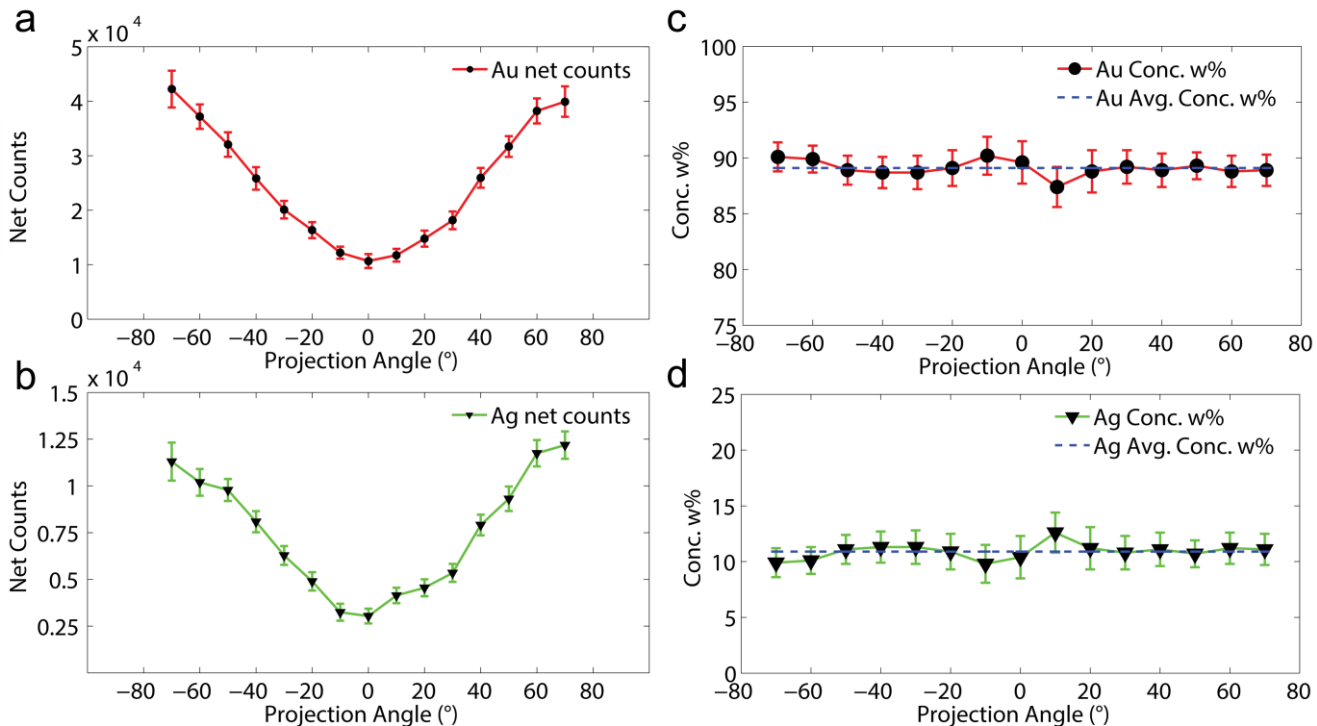 a
x 10⁴
5
4
3
2
1
0
Net Counts
Au net counts
−80 −60 −40 −20 0 20 40 60 80
Projection Angle (°)
b
x 10⁴
1.5
1.25
1
0.75
0.5
0.25
Net Counts
Ag net counts
−80 −60 −40 −20 0 20 40 60 80
Projection Angle (°)
c
100
95
90
85
80
75
Conc. w%
Au Conc. w%
Au Avg. Conc. w%
−80 −60 −40 −20 0 20 40 60 80
Projection Angle (°)
d
25
20
15
10
5
0
Conc. w%
Ag Conc. w%
Ag Avg. Conc. w%
−80 −60 −40 −20 0 20 40 60 80
Projection Angle (°)